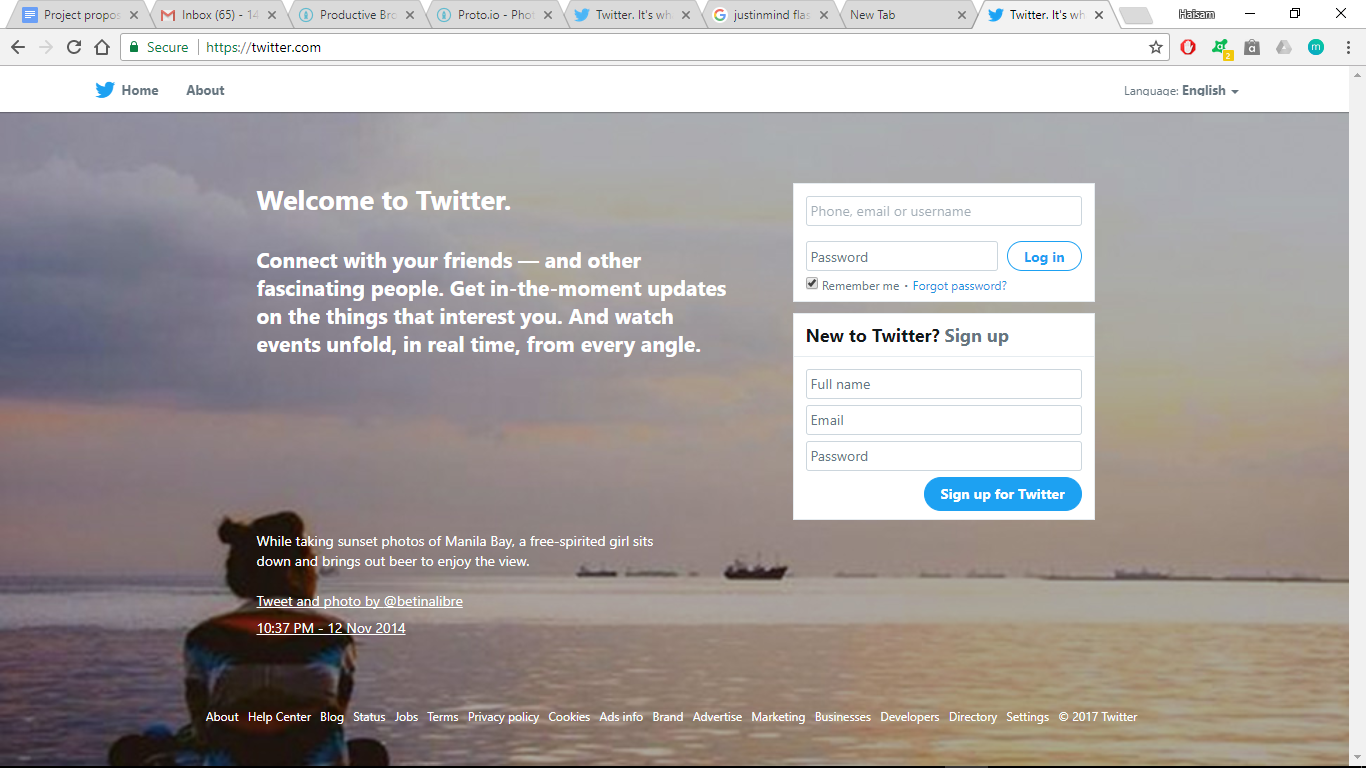 Project propos
Inbox (65) - 14
Productive Bro
Proto.io - Phot
Twitter. It's wha
justinmind flas
New Tab
Twitter. It's wh
Haisam
Secure
https://twitter.com
2
m
Home
About
Language: English
Welcome to Twitter.
Connect with your friends — and other
fascinating people. Get in-the-moment updates
on the things that interest you. And watch
events unfold, in real time, from every angle.
Phone, email or username
Password
Log in
Remember me · Forgot password?
New to Twitter? Sign up
Full name
Email
Password
Sign up for Twitter
While taking sunset photos of Manila Bay, a free-spirited girl sits
down and brings out beer to enjoy the view.
Tweet and photo by @betinalibre
10:37 PM - 12 Nov 2014
About Help Center Blog Status Jobs Terms Privacy policy Cookies Ads info Brand Advertise Marketing Businesses Developers Directory Settings © 2017 Twitter